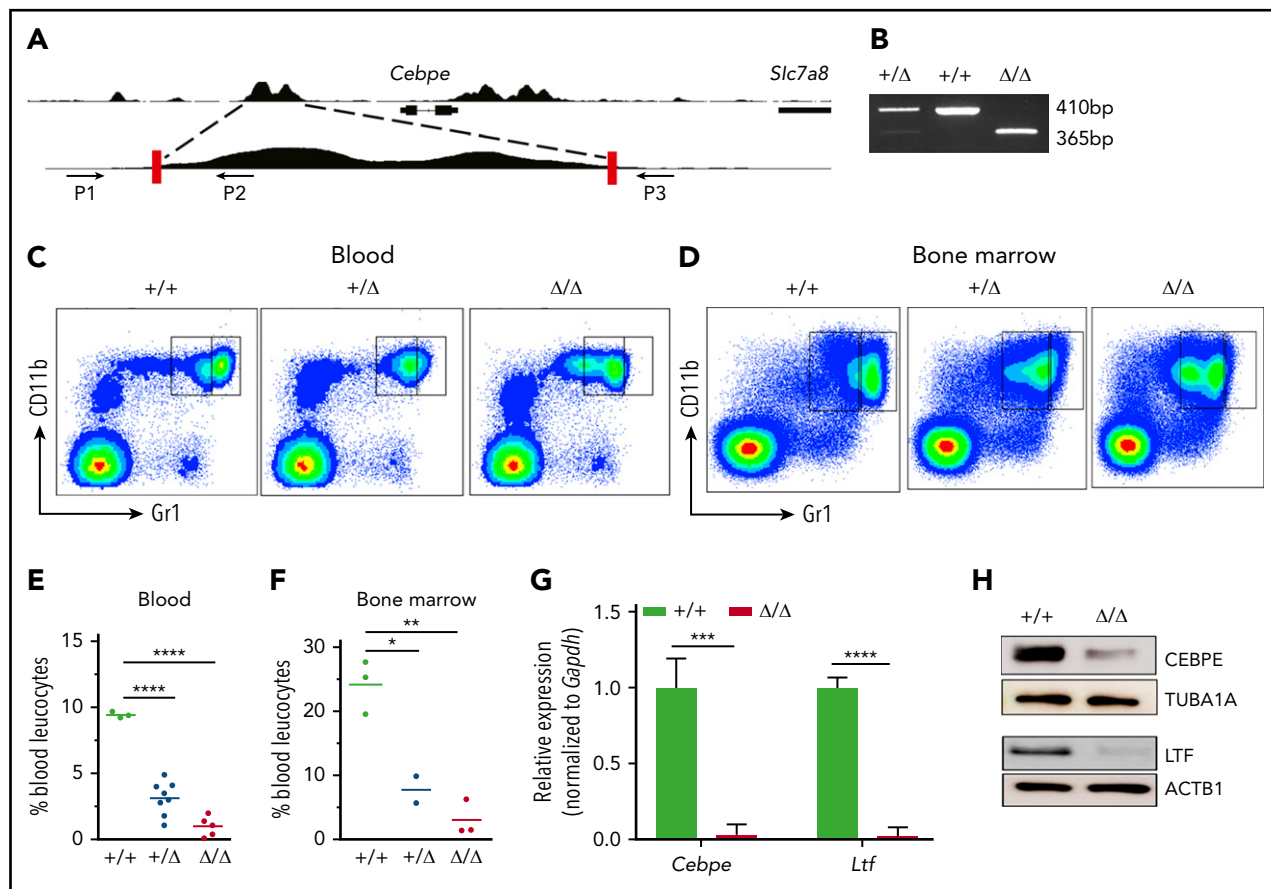 A
Cebpe
Slc7a8
P1
P2
P3
B
+/Δ +/+ Δ/Δ
410bp
365bp
C
Blood
+/+ +/Δ Δ/Δ
CD11b
Gr1
D
Bone marrow
+/+ +/Δ Δ/Δ
CD11b
Gr1
E
Blood
% blood leucocytes
15
10
5
0
****
****
+/+ +/Δ Δ/Δ
F
Bone marrow
% blood leucocytes
30
20
10
0
**
*
+/+ +/Δ Δ/Δ
G
+/+ Δ/Δ
Relative expression
(normalized to Gapdh)
1.5
1.0
0.5
0.0
***
****
Cebpe Ltf
H
+/+ Δ/Δ
CEBPE
TUBA1A
LTF
ACTB1